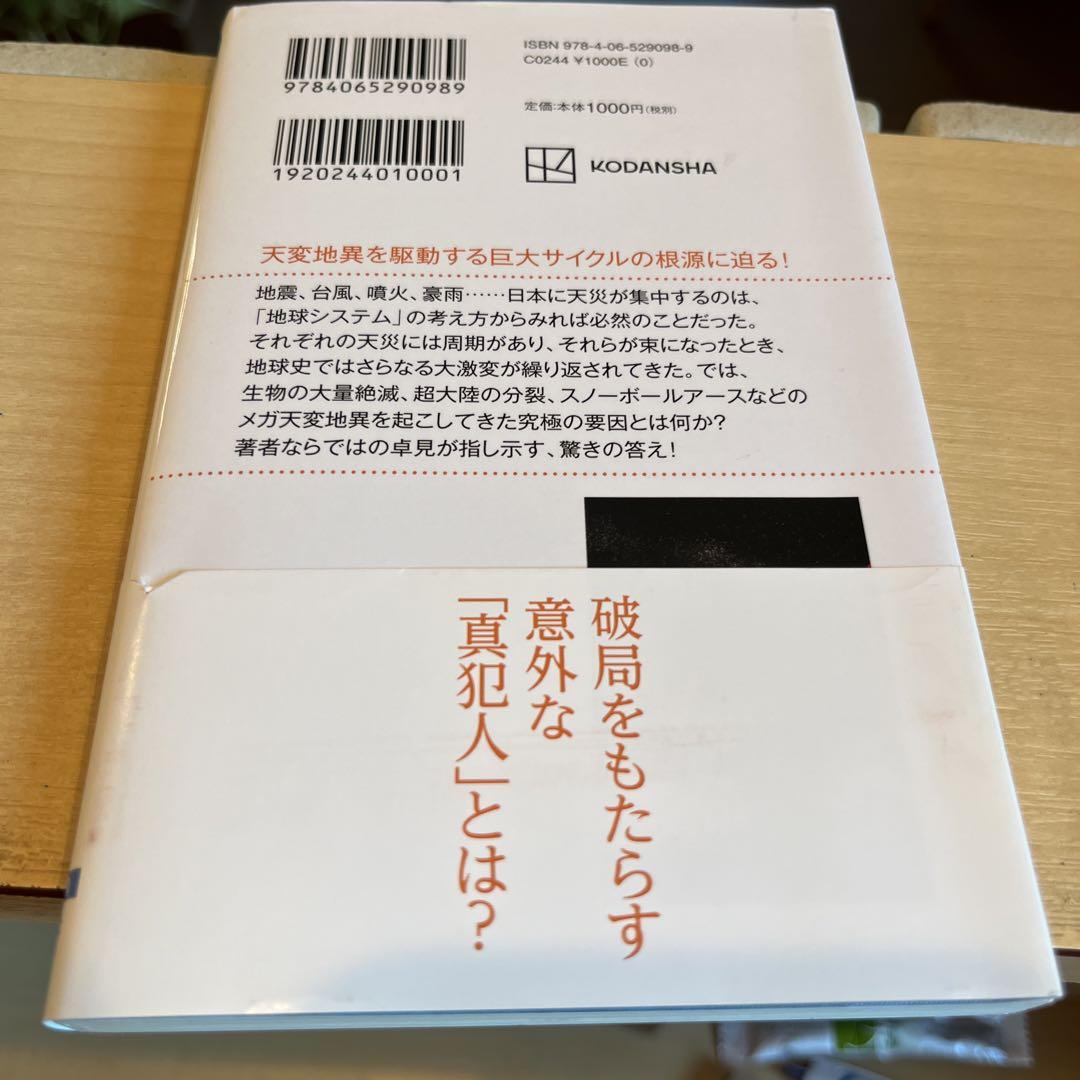 9784065290989
ISBN 978-4-06-529098-9
C0244 ¥1000E (0)
定価:本体1000円(税別)
1920244010001
KODANSHA
天変地異を駆動する巨大サイクルの根源に迫る!
地震、台風、噴火、豪雨……日本に天災が集中するのは、
「地球システム」の考え方からみれば必然のことだった。
それぞれの天災には周期があり、それらが束になったとき、
地球史ではさらなる大激変が繰り返されてきた。では、
生物の大量絶滅、超大陸の分裂、スノーボールアースなどの
メガ天変地異を起こしてきた究極の要因とは何か?
著者ならではの卓見が指し示す、驚きの答え!
破局をもたらす
意外な
「真犯人」とは?